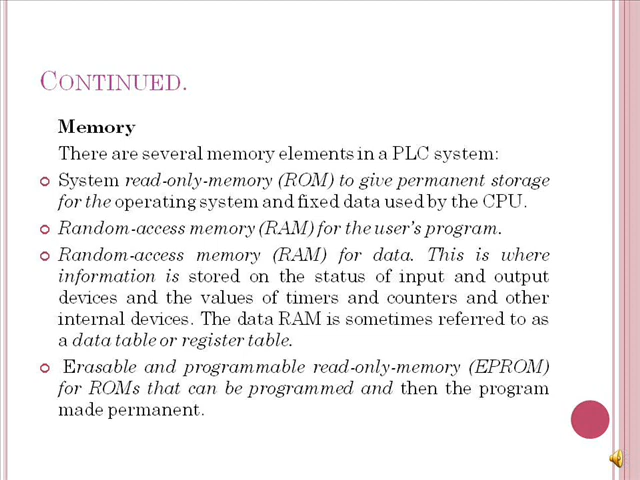 CONTINUED.
Memory
There are several memory elements in a PLC system:
System read-only-memory (ROM) to give permanent storage
for the operating system and fixed data used by the CPU.
Random-access memory (RAM) for the user's program.
Random-access memory (RAM) for data. This is where
information is stored on the status of input and output
devices and the values of timers and counters and other
internal devices. The data RAM is sometimes referred to as
a data table or register table.
Erasable and programmable read-only-memory (EPROM)
for ROMs that can be programmed and then the program
made permanent.